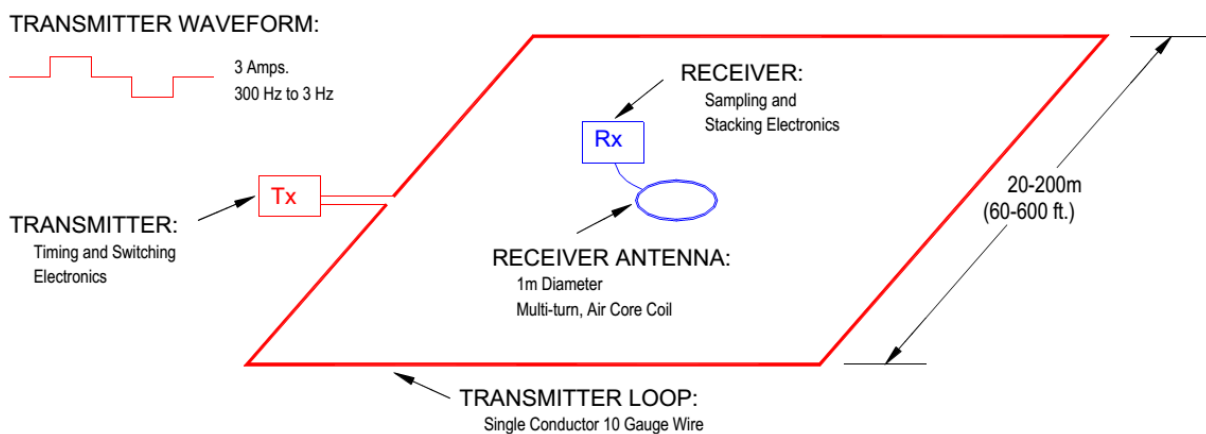 TRANSMITTER WAVEFORM:
3 Amps.
300 Hz to 3 Hz
RECEIVER:
Sampling and
Stacking Electronics
Rx
Tx
TRANSMITTER:
Timing and Switching
Electronics
RECEIVER ANTENNA:
1m Diameter
Multi-turn, Air Core Coil
20-200m
(60-600 ft.)
TRANSMITTER LOOP:
Single Conductor 10 Gauge Wire